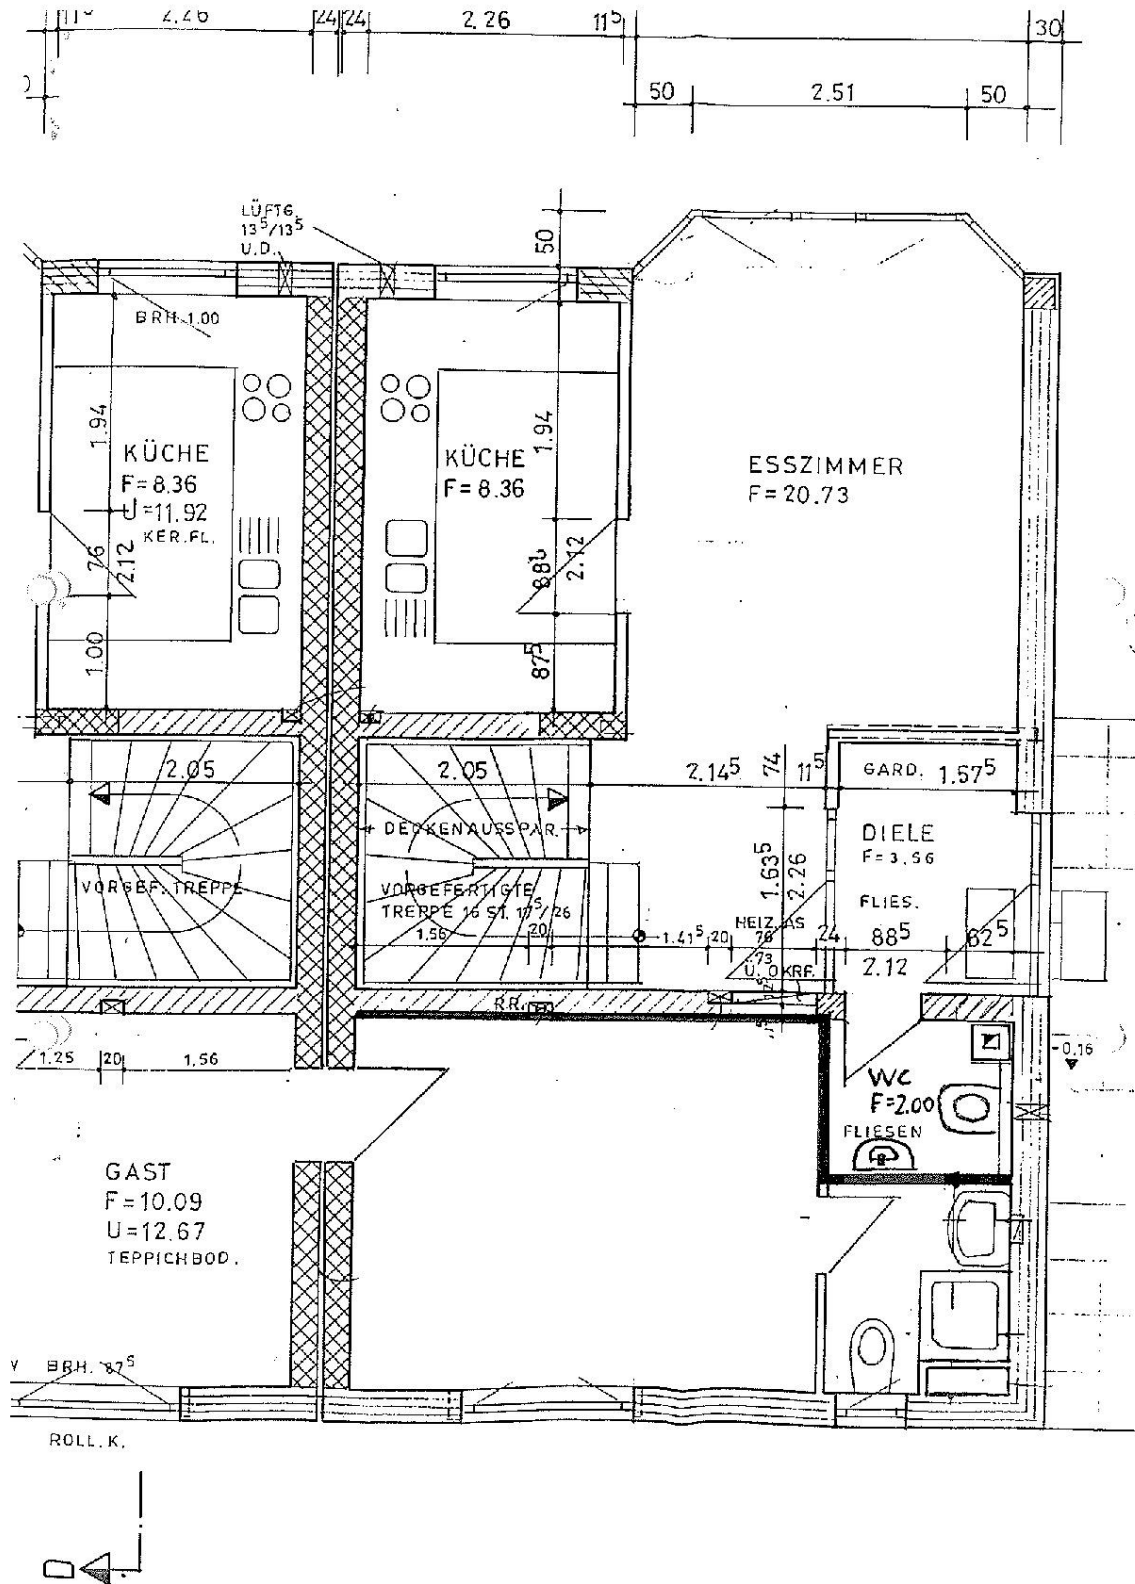 11⁵
2.26
24
24
2.26
11⁵
30
50
2.51
50
LÜFTG.
13⁵/13⁵
U.D.
50
BRH. 1.00
1.94
KÜCHE
F=8.36
U=11.92
KER.FL.
76
2.12
1.00
KÜCHE
F=8.36
1.94
88⁵
2.12
87⁵
ESSZIMMER
F=20.73
2.05
VORGEF. TREPPE
2.05
DECKENAUSSPAR.
VORGEFERTIGTE
TREPPE 16 ST. 17⁵/26
1,56
20
2.14⁵
74
11⁵
GARD. 1.67⁵
DIELE
F=3,56
FLIES.
1.63⁵
2.26
1.41⁵
20
76
24
88⁵
62⁵
2.12
73
Ü. OKRF.
R.R.
1.25
20
1,56
-0,16
WC
F=2.00
FLIESEN
GAST
F=10.09
U=12.67
TEPPICHBOD.
BRH. 87⁵
ROLL.K.
D